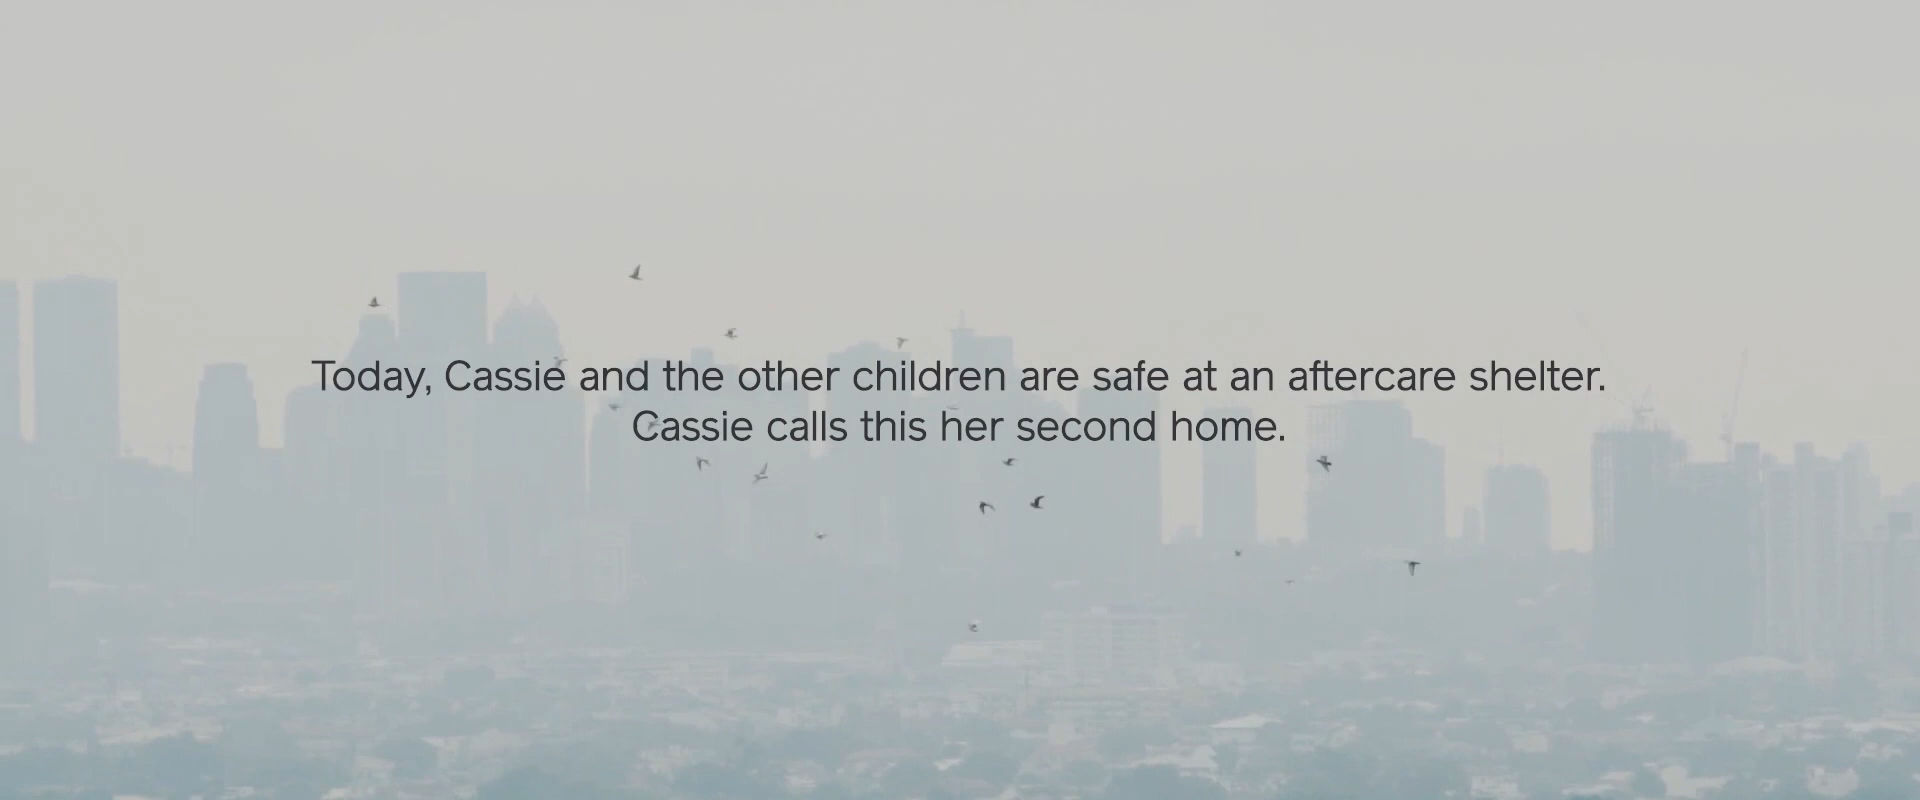 Today, Cassie and the other children are safe at an aftercare shelter.
Cassie calls this her second home.